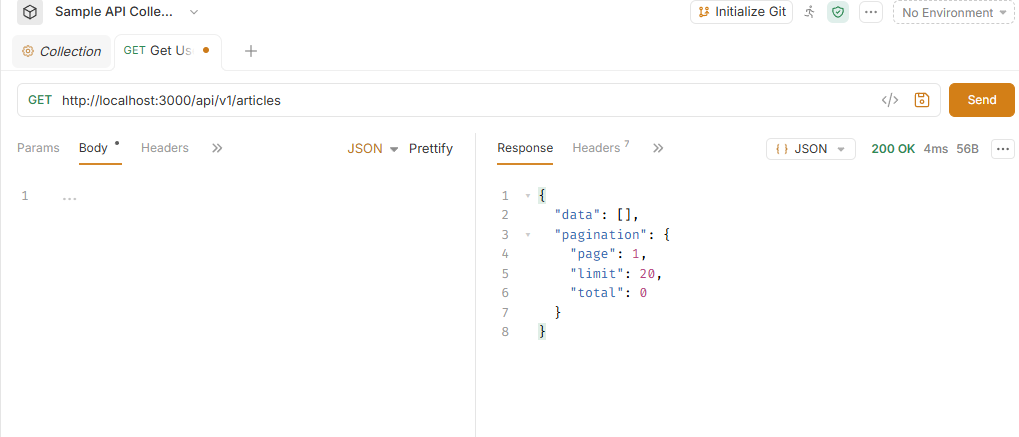 Sample API Colle...
Initialize Git
No Environment
Collection
GET Get Us
GET http://localhost:3000/api/v1/articles
Send
Params Body Headers
JSON Prettify
1 ...
Response Headers 7
{ } JSON
200 OK 4ms 56B
1 {
2 "data": [],
3 "pagination": {
4 "page": 1,
5 "limit": 20,
6 "total": 0
7 }
8 }